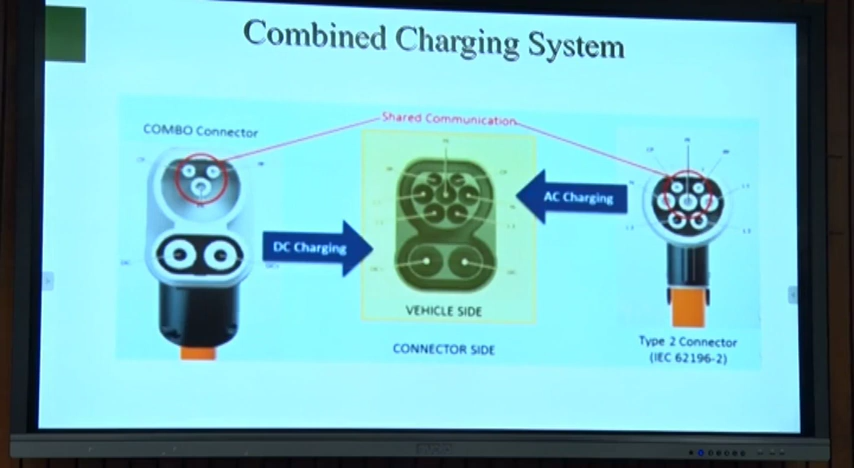 Combined Charging System
Shared Communication
COMBO Connector
AC Charging
DC Charging
VEHICLE SIDE
CONNECTOR SIDE
Type 2 Connector
(IEC 62196-2)